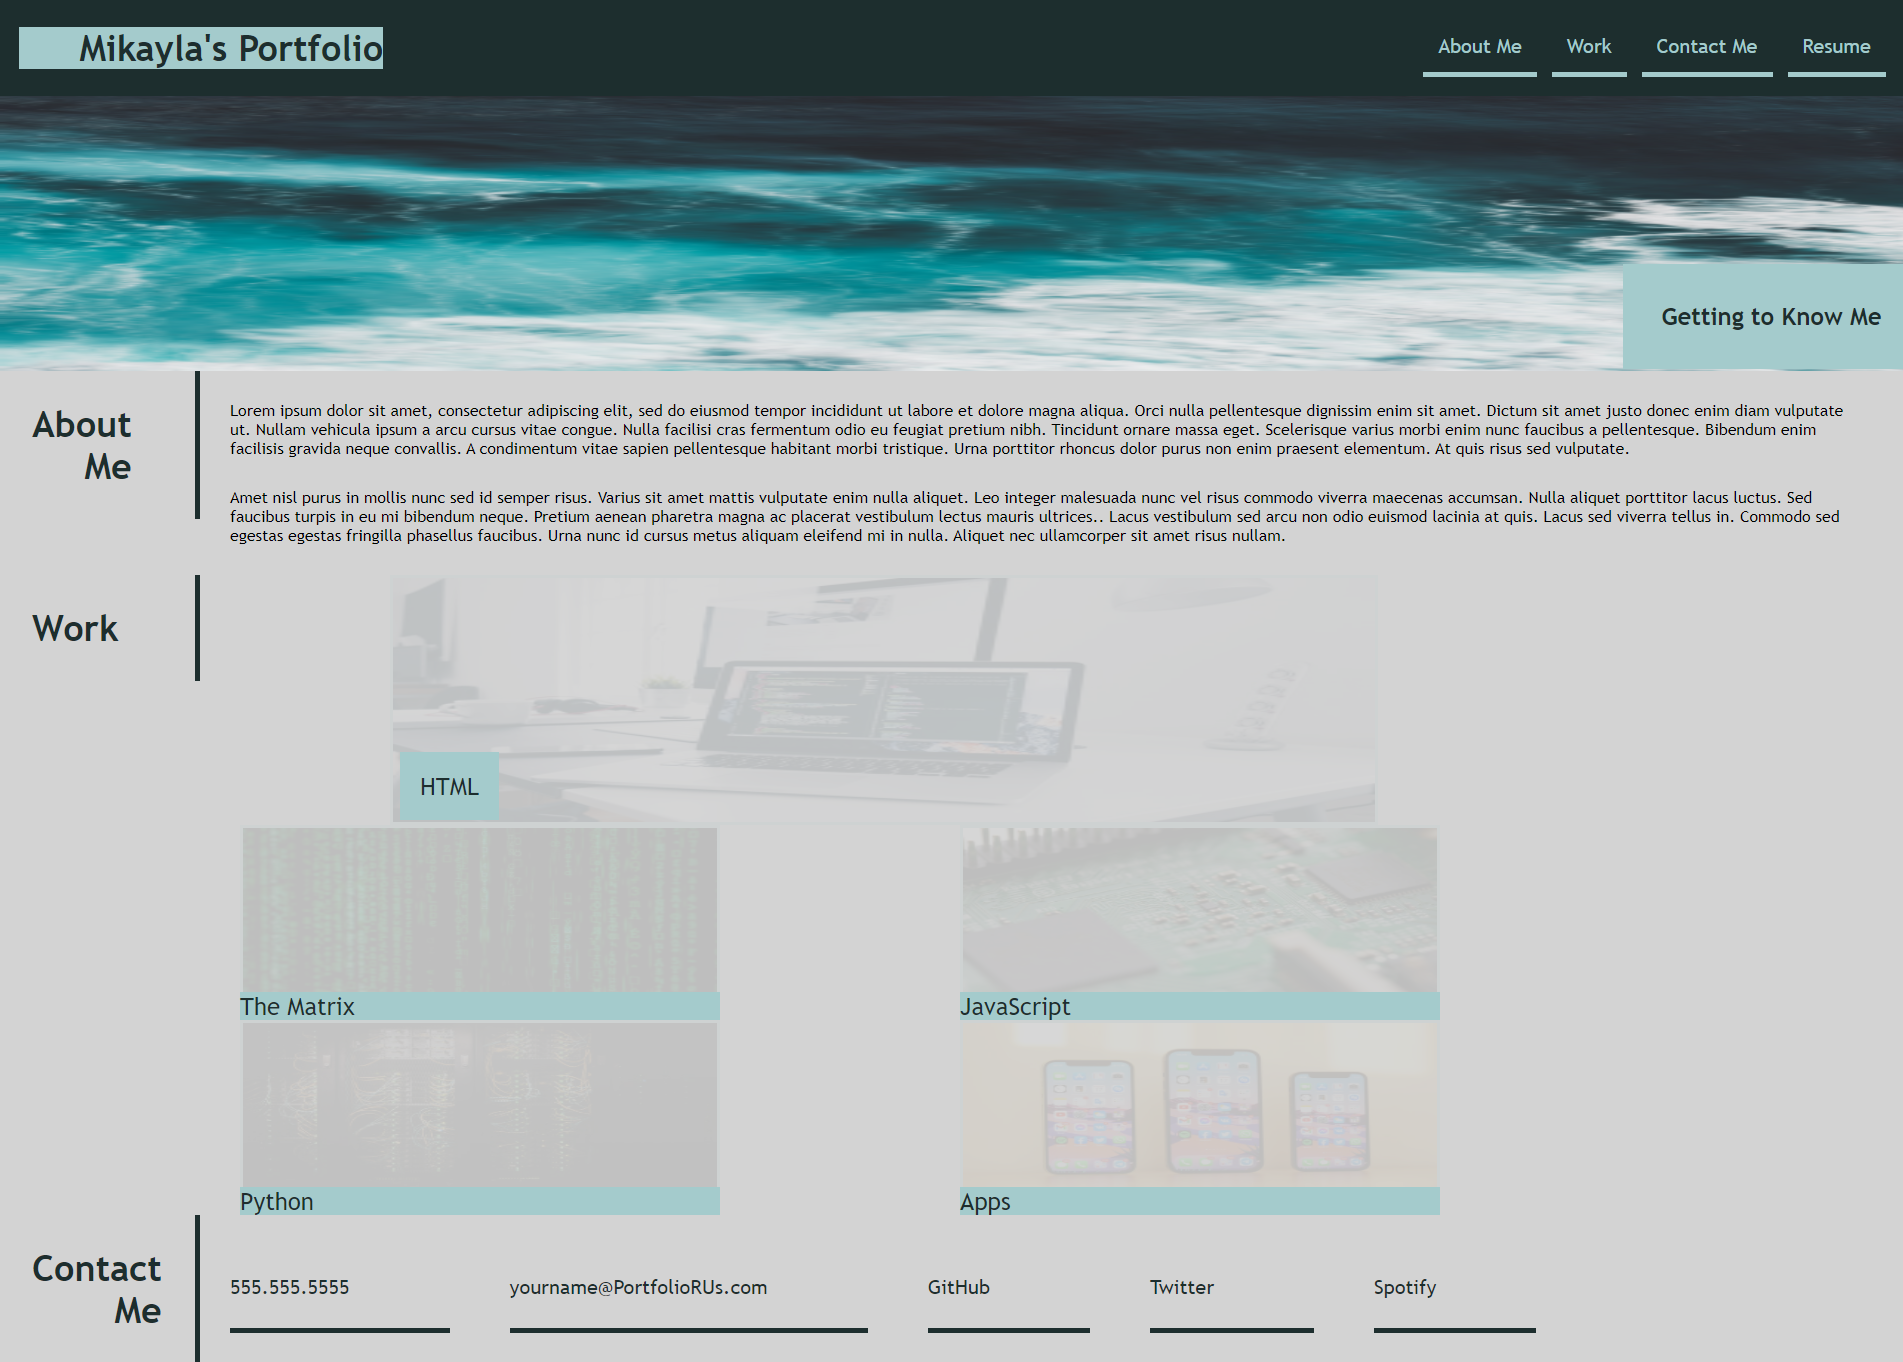 Mikayla's Portfolio
About Me
Work
Contact Me
Resume
Getting to Know Me
About
Me
Lorem ipsum dolor sit amet, consectetur adipiscing elit, sed do eiusmod tempor incididunt ut labore et dolore magna aliqua. Orci nulla pellentesque dignissim enim sit amet. Dictum sit amet justo donec enim diam vulputate
ut. Nullam vehicula ipsum a arcu cursus vitae congue. Nulla facilisi cras fermentum odio eu feugiat pretium nibh. Tincidunt ornare massa eget. Scelerisque varius morbi enim nunc faucibus a pellentesque. Bibendum enim
facilisis gravida neque convallis. A condimentum vitae sapien pellentesque habitant morbi tristique. Urna porttitor rhoncus dolor purus non enim praesent elementum. At quis risus sed vulputate.
Amet nisl purus in mollis nunc sed id semper risus. Varius sit amet mattis vulputate enim nulla aliquet. Leo integer malesuada nunc vel risus commodo viverra maecenas accumsan. Nulla aliquet porttitor lacus luctus. Sed
faucibus turpis in eu mi bibendum neque. Pretium aenean pharetra magna ac placerat vestibulum lectus mauris ultrices.. Lacus vestibulum sed arcu non odio euismod lacinia at quis. Lacus sed viverra tellus in. Commodo sed
egestas egestas fringilla phasellus faucibus. Urna nunc id cursus metus aliquam eleifend mi in nulla. Aliquet nec ullamcorper sit amet risus nullam.
Work
HTML
The Matrix
JavaScript
Python
Apps
Contact
Me
555.555.5555
yourname@PortfolioRUs.com
GitHub
Twitter
Spotify